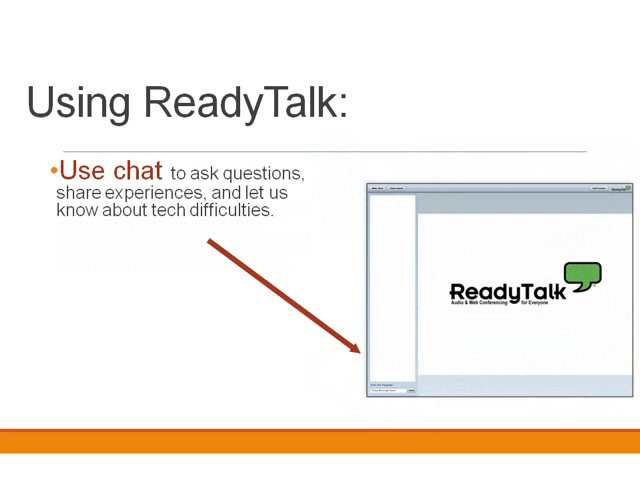 Using ReadyTalk:
•Use chat to ask questions,
share experiences, and let us
know about tech difficulties.
ReadyTalk
Audio & Web Conferencing for Everyone